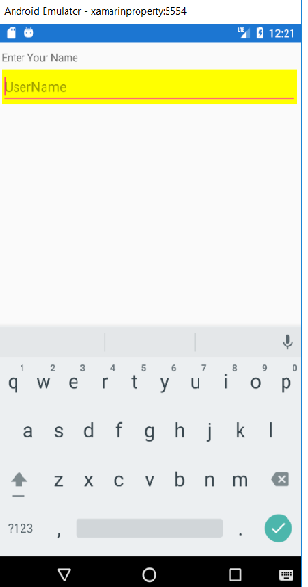 Android Emulator - xamarinproperty:5554
12:21
Enter Your Name
UserName
1 2 3 4 5 6 7 8 9 0
q w e r t y u i o p
a s d f g h j k l
z x c v b n m
?123 , .